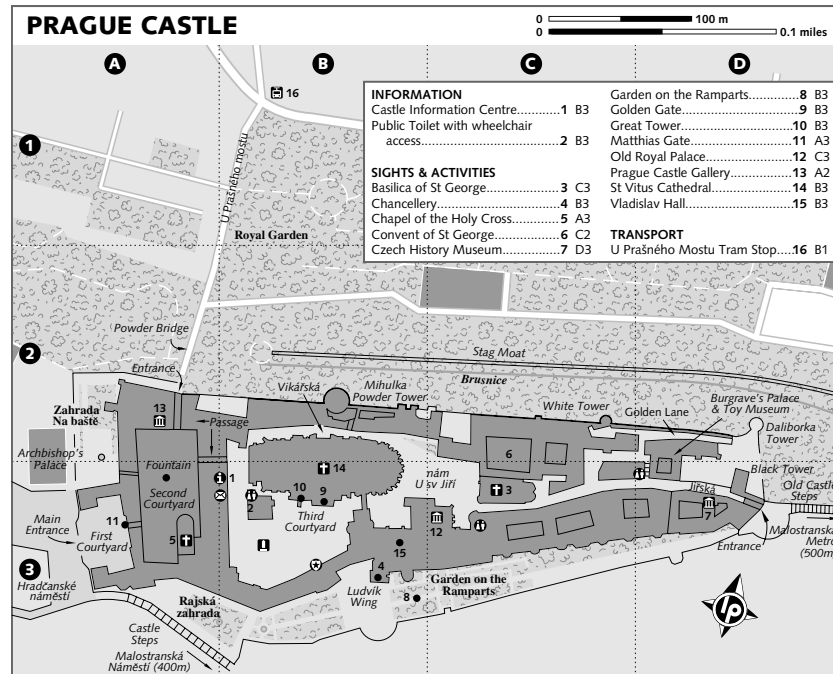 PRAGUE CASTLE
0 100 m
0 0.1 miles
A B C D
1
2
3
INFORMATION
Castle Information Centre..........1 B3
Public Toilet with wheelchair
access..................................2 B3
SIGHTS & ACTIVITIES
Basilica of St George.................3 C3
Chancellery..............................4 B3
Chapel of the Holy Cross...........5 A3
Convent of St George...............6 C2
Czech History Museum.............7 D3
Garden on the Ramparts.............8 B3
Golden Gate..............................9 B3
Great Tower............................10 B3
Matthias Gate..........................11 A3
Old Royal Palace......................12 C3
Prague Castle Gallery................13 A2
St Vitus Cathedral....................14 B3
Vladislav Hall...........................15 B3
TRANSPORT
U Prašného Mostu Tram Stop....16 B1
16
U Prašného mostu
Royal Garden
Powder Bridge
Entrance
Stag Moat
Brusnice
Vikářská
Mihulka
Powder Tower
White Tower
Golden Lane
Burgrave's Palace
& Toy Museum
Daliborka
Tower
Zahrada
Na baště
13
Passage
Archbishop's
Palace
Fountain
Second
Courtyard
1
2
14
10
9
Third
Courtyard
nám
U sv Jiří
6
3
Black Tower
Jiřská
7
Old Castle
Steps
Malostranská
Metro
(500m)
Entrance
Main
Entrance
11
First
Courtyard
5
12
15
4
8
Ludvík
Wing
Garden on the
Ramparts
Hradčanské
náměstí
Rajská
zahrada
Castle
Steps
Malostranská
Náměstí (400m)
lp